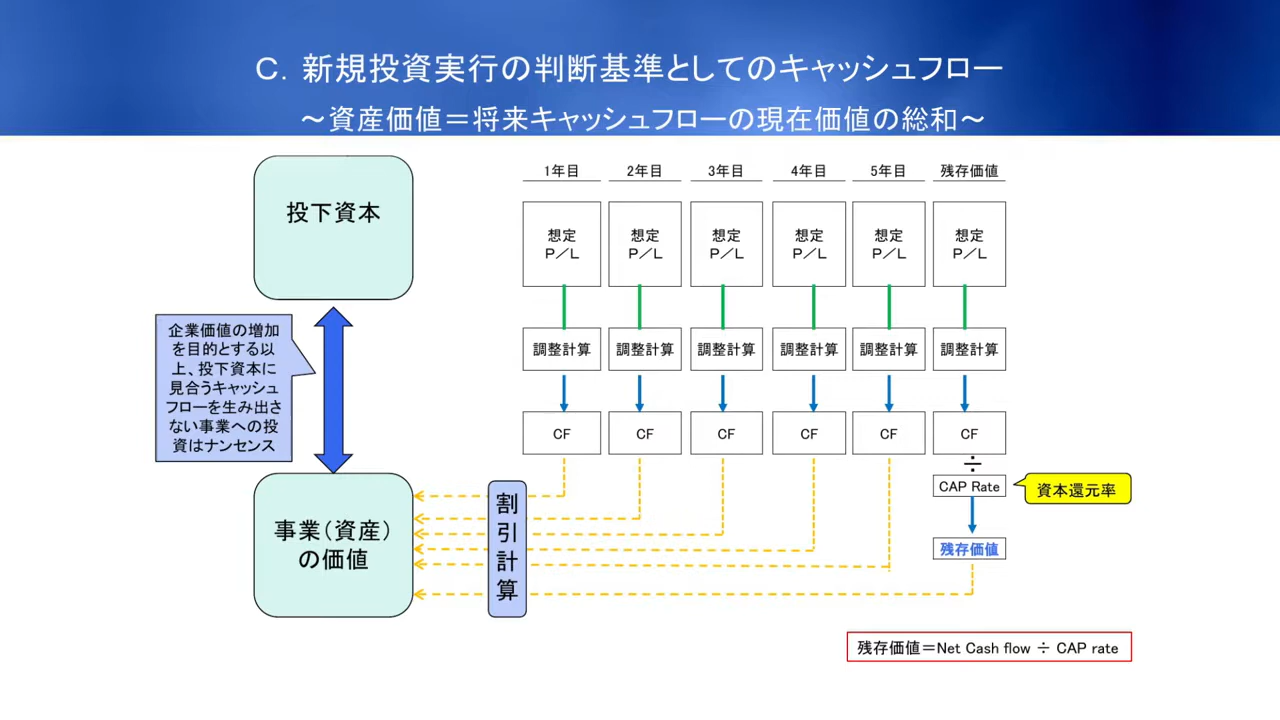 C．新規投資実行の判断基準としてのキャッシュフロー
～資産価値＝将来キャッシュフローの現在価値の総和～
投下資本
企業価値の増加
を目的とする以
上、投下資本に
見合うキャッシュ
フローを生み出さ
ない事業への投
資はナンセンス
事業（資産）
の価値
割
引
計
算
1年目 2年目 3年目 4年目 5年目 残存価値
想定 想定 想定 想定 想定 想定
P／L P／L P／L P／L P／L P／L
調整計算 調整計算 調整計算 調整計算 調整計算 調整計算
CF CF CF CF CF CF
÷
CAP Rate
資本還元率
残存価値
残存価値＝Net Cash flow ÷ CAP rate